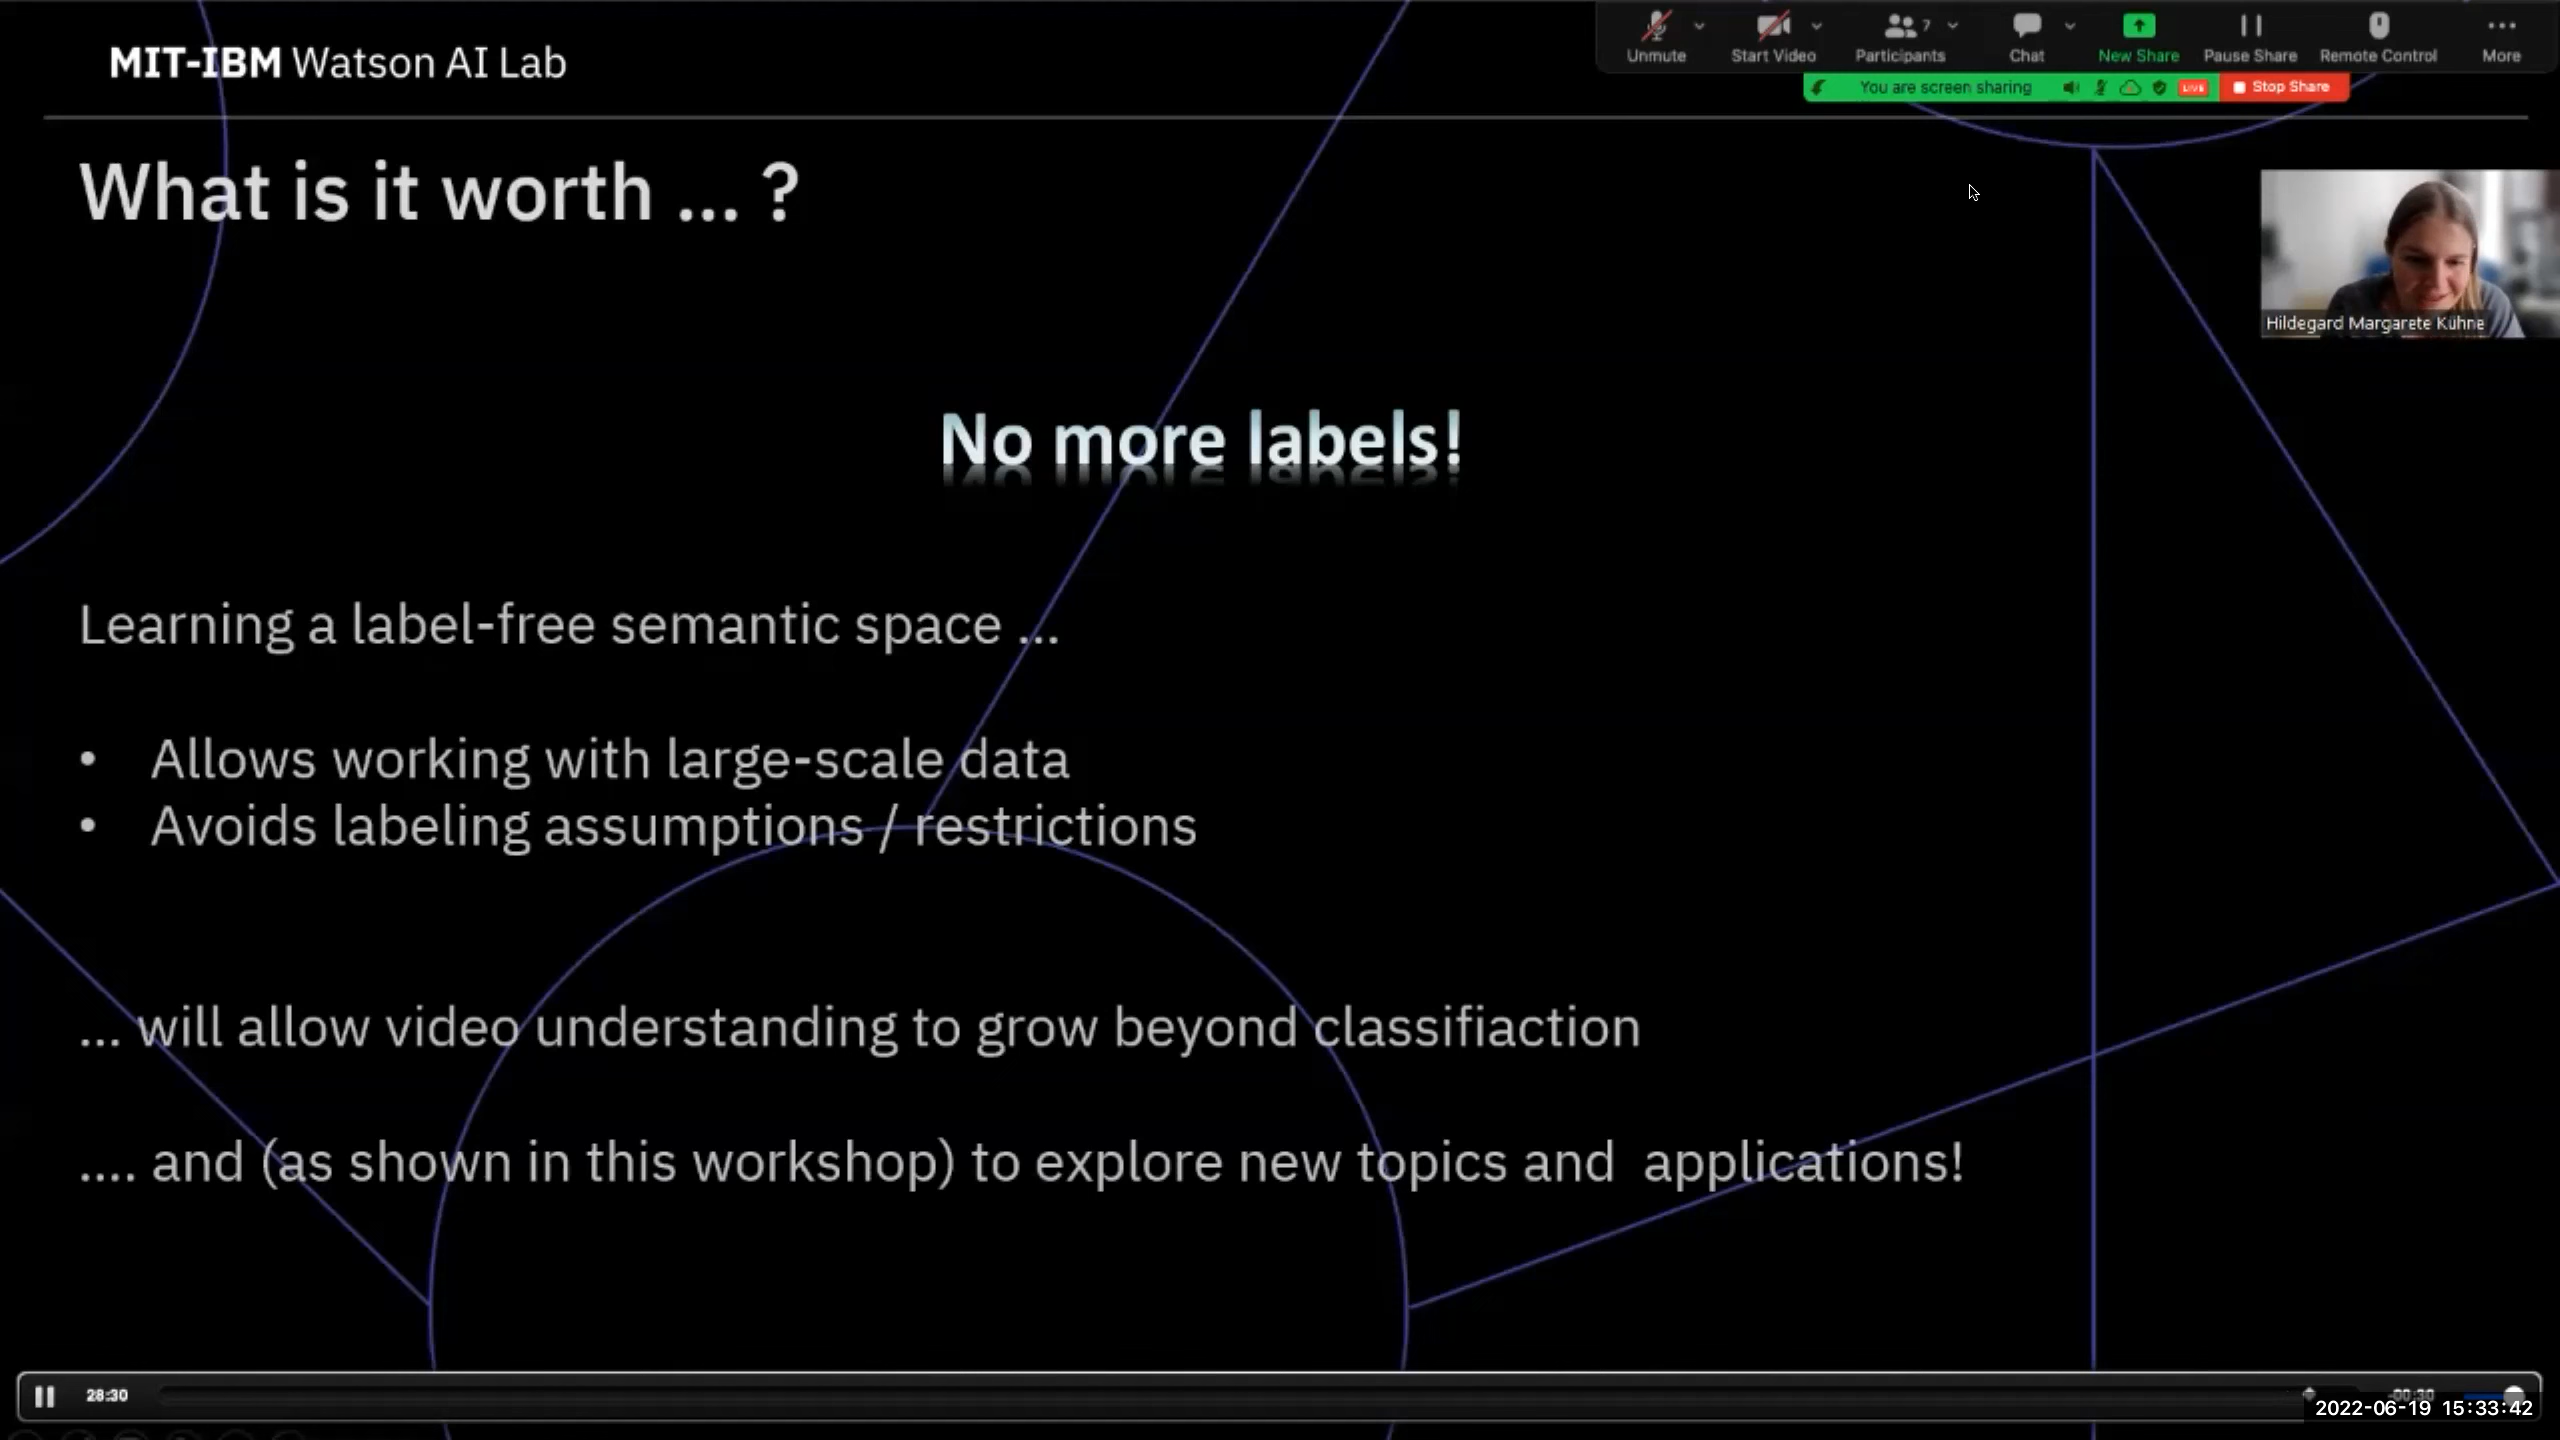 MIT-IBM Watson AI Lab
Unmute
Start Video
Participants 7
Chat
New Share
Pause Share
Remote Control
More
You are screen sharing
LIVE
Stop Share
What is it worth ... ?
Hildegard Margarete Kühne
No more labels!
Learning a label-free semantic space ...
• Allows working with large-scale data
• Avoids labeling assumptions / restrictions
... will allow video understanding to grow beyond classifiaction
.... and (as shown in this workshop) to explore new topics and  applications!
28:30
-00:30
2022-06-19 15:33:42